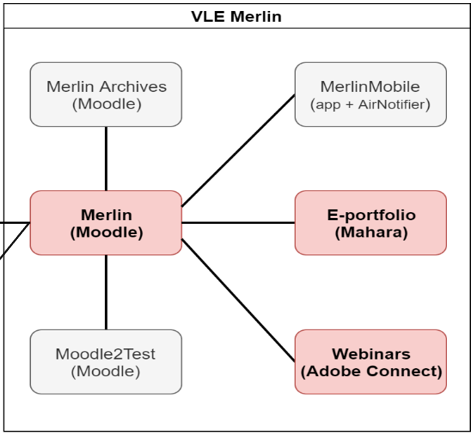 VLE Merlin
Merlin Archives
(Moodle)
MerlinMobile
(app + AirNotifier)
Merlin
(Moodle)
E-portfolio
(Mahara)
Moodle2Test
(Moodle)
Webinars
(Adobe Connect)